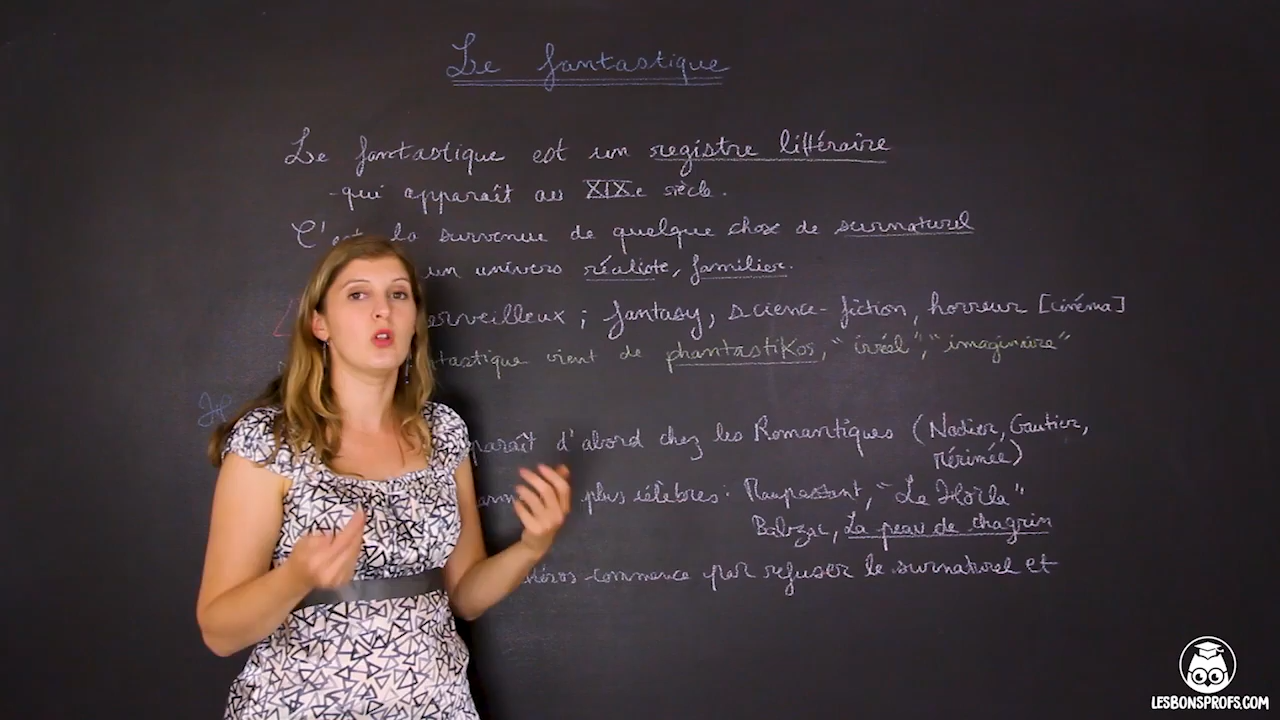 Le fantastique
Le fantastique est un registre littéraire
-qui apparaît au XIXe siècle.
C'est la survenue de quelque chose de surnaturel
un univers réaliste, familier.
erveilleux ; fantasy, science-fiction, horreur [cinéma]
tastique vient de phantastikos, "irréel", "imaginaire"
paraît d'abord chez les Romantiques (Nodier, Gautier,
Mérimée)
plus célèbres : Maupassant, "Le Horla"
Balzac, La peau de chagrin
héros commence par refuser le surnaturel et
LESBONSPROFS.COM